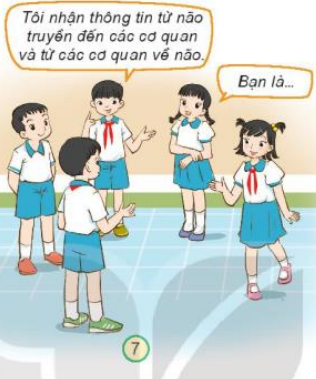 Tôi nhận thông tin từ não
truyền đến các cơ quan
và từ các cơ quan về não.
Bạn là...
7